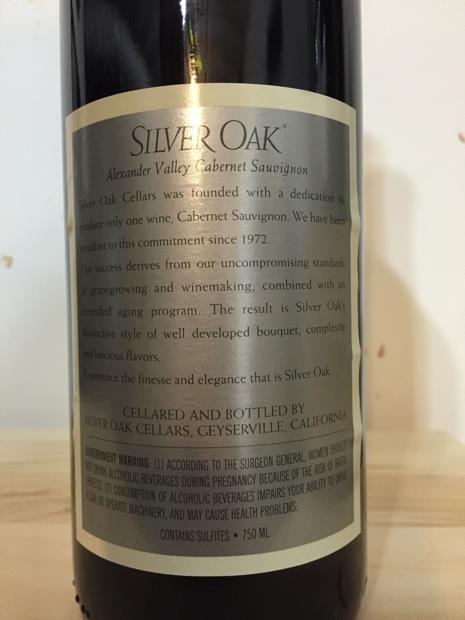 SILVER OAK®
Alexander Valley Cabernet Sauvignon
Silver Oak Cellars was founded with a dedication to
produce only one wine, Cabernet Sauvignon. We have been
steadfast to this commitment since 1972.
Our success derives from our uncompromising standards
of grapegrowing and winemaking, combined with an
extended aging program. The result is Silver Oak's
distinctive style of well developed bouquet, complexity
and luscious flavors.
Experience the finesse and elegance that is Silver Oak.
CELLARED AND BOTTLED BY
SILVER OAK CELLARS, GEYSERVILLE, CALIFORNIA
GOVERNMENT WARNING: (1) ACCORDING TO THE SURGEON GENERAL, WOMEN SHOULD
NOT DRINK ALCOHOLIC BEVERAGES DURING PREGNANCY BECAUSE OF THE RISK OF BIRTH
DEFECTS. (2) CONSUMPTION OF ALCOHOLIC BEVERAGES IMPAIRS YOUR ABILITY TO DRIVE
A CAR OR OPERATE MACHINERY, AND MAY CAUSE HEALTH PROBLEMS.
CONTAINS SULFITES • 750 ML